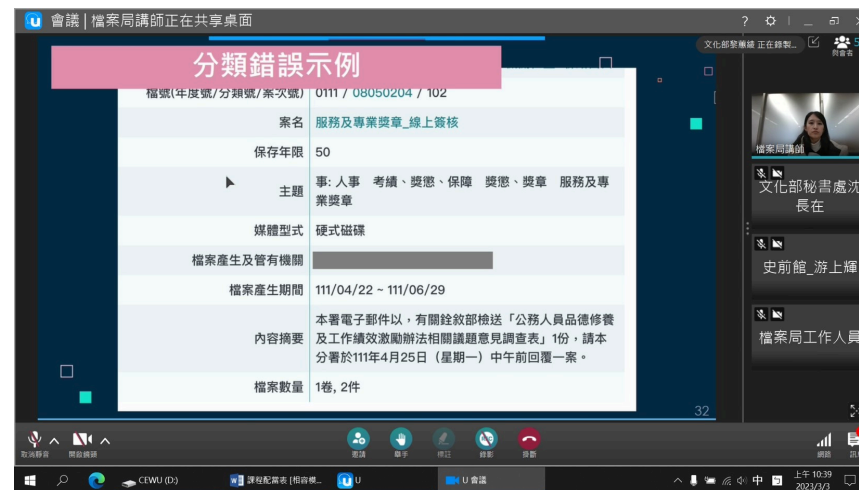 會議 | 檔案局講師正在共享桌面
文化部黎蕙緒 正在錄製...
與會者
分類錯誤示例
檔號(年度號/分類號/案次號) 0111 / 08050204 / 102
案名 服務及專業獎章_線上簽核
保存年限 50
主題 事: 人事 考績、獎懲、保障 獎懲、獎章 服務及專
業獎章
媒體型式 硬式磁碟
檔案產生及管有機關
檔案產生期間 111/04/22 ~ 111/06/29
內容摘要 本署電子郵件以，有關銓敘部檢送「公務人員品德修養
及工作績效激勵辦法相關議題意見調查表」1份，請本
分署於111年4月25日（星期一）中午前回覆一案。
檔案數量 1卷, 2件
32
檔案局講師
文化部秘書處沈
長在
史前館_游上輝
檔案局工作人員
取消靜音 開啟鏡頭 邀請 舉手 標註 錄影 掛斷 網路
CEWU (D:) 課程配當表 [相容模... U U 會議 中
上午 10:39
2023/3/3